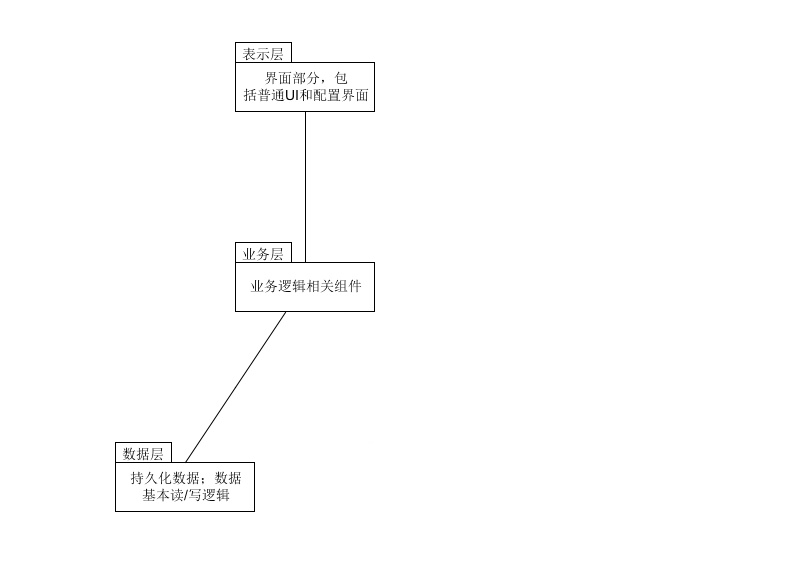 表示层
界面部分，包
括普通UI和配置界面
业务层
业务逻辑相关组件
数据层
持久化数据；数据
基本读/写逻辑